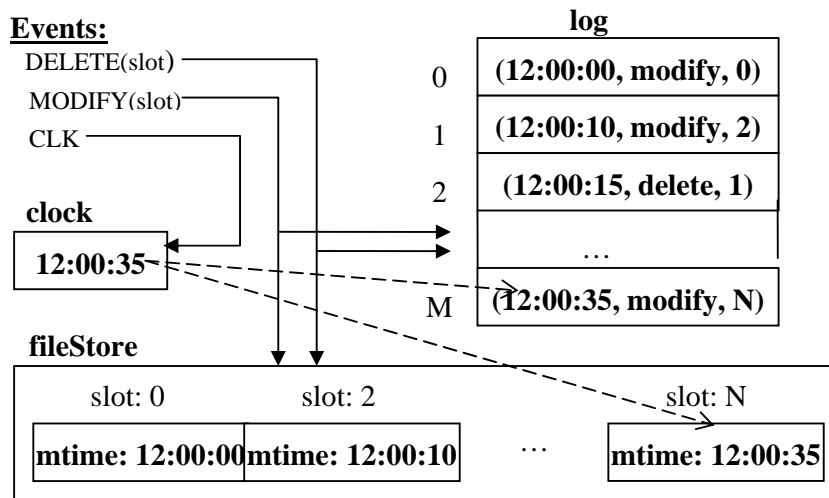 Events:
DELETE(slot)
MODIFY(slot)
CLK
clock
12:00:35
log
0 (12:00:00, modify, 0)
1 (12:00:10, modify, 2)
2 (12:00:15, delete, 1)
…
M (12:00:35, modify, N)
fileStore
slot: 0 slot: 2 slot: N
mtime: 12:00:00 mtime: 12:00:10 … mtime: 12:00:35